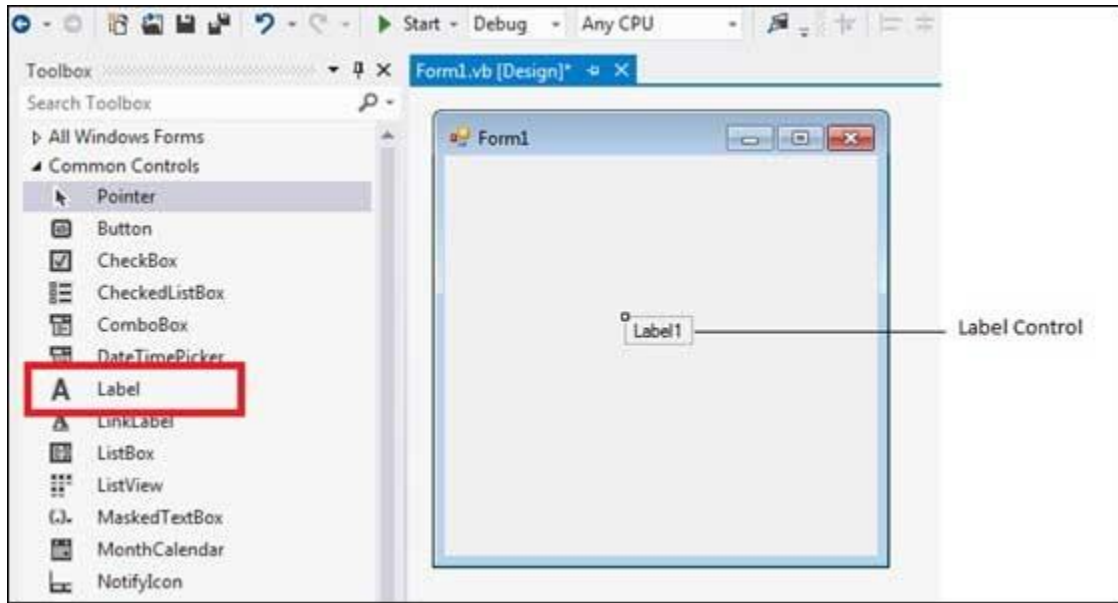 Start Debug Any CPU
Toolbox
Form1.vb [Design]*
Search Toolbox
All Windows Forms
Common Controls
Pointer
Button
CheckBox
CheckedListBox
ComboBox
DateTimePicker
A Label
A LinkLabel
ListBox
ListView
MaskedTextBox
MonthCalendar
NotifyIcon
Form1
Label1
Label Control